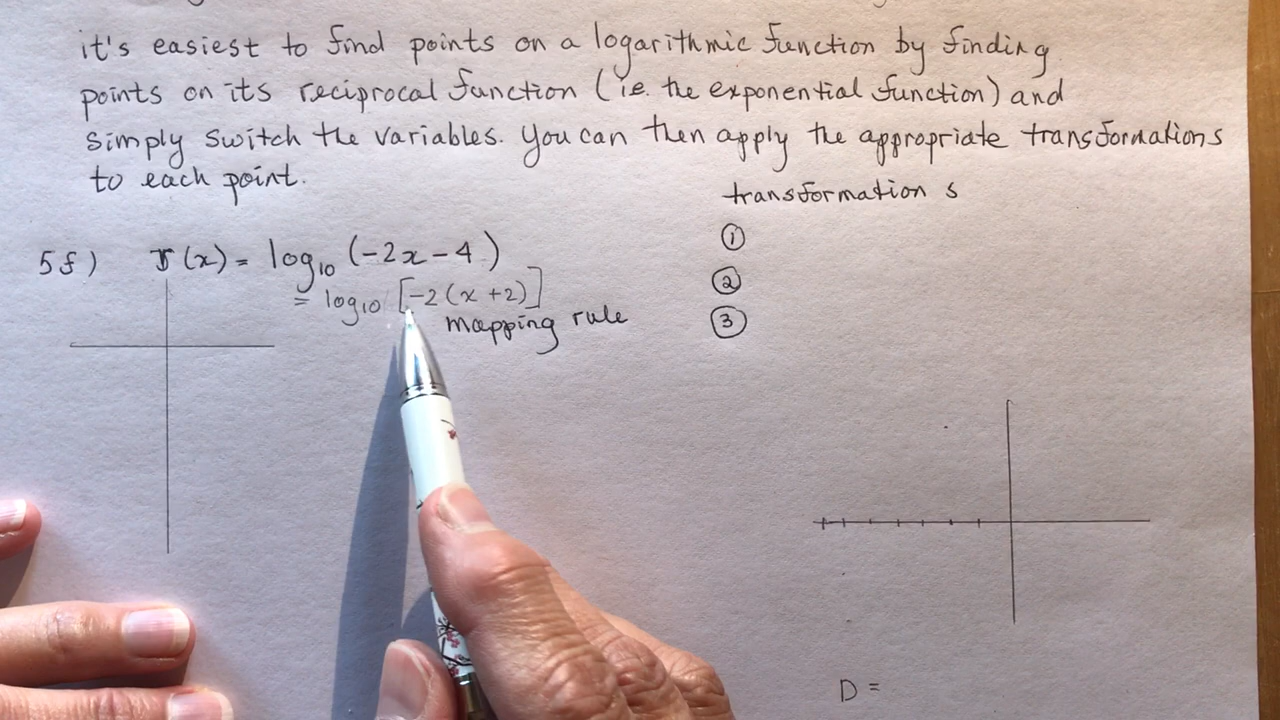 it's easiest to find points on a logarithmic function by finding
points on its reciprocal function (ie. the exponential function) and
simply switch the variables. You can then apply the appropriate transformations
to each point.
transformation s
5f) r(x) = log₁₀ (-2x-4)
= log₁₀ [-2(x+2)]
mapping rule
①
②
③
D =